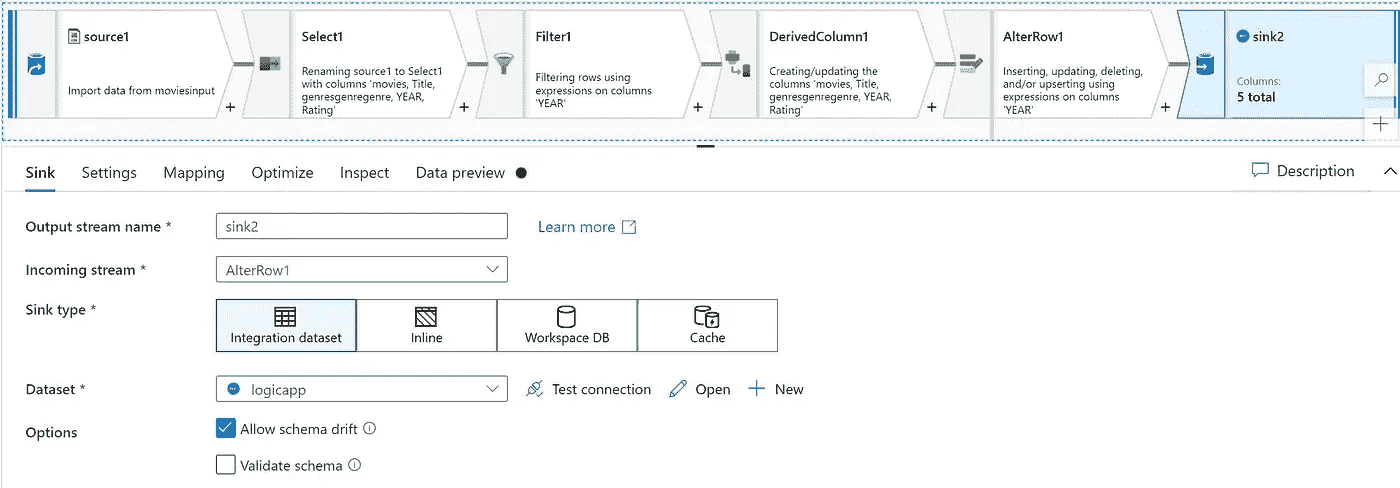 source1
Import data from moviesinput
+
Select1
Renaming source1 to Select1
with columns 'movies, Title,
genresgenregenre, YEAR,
Rating'
+
Filter1
Filtering rows using
expressions on columns
'YEAR'
+
DerivedColumn1
Creating/updating the
columns 'movies, Title,
genresgenregenre, YEAR,
Rating'
+
AlterRow1
Inserting, updating, deleting,
and/or upserting using
expressions on columns
'YEAR'
+
sink2
Columns:
5 total
Sink Settings Mapping Optimize Inspect Data preview Description
Output stream name * sink2 Learn more
Incoming stream * AlterRow1
Sink type * Integration dataset Inline Workspace DB Cache
Dataset * logicapp Test connection Open New
Options Allow schema drift
Validate schema